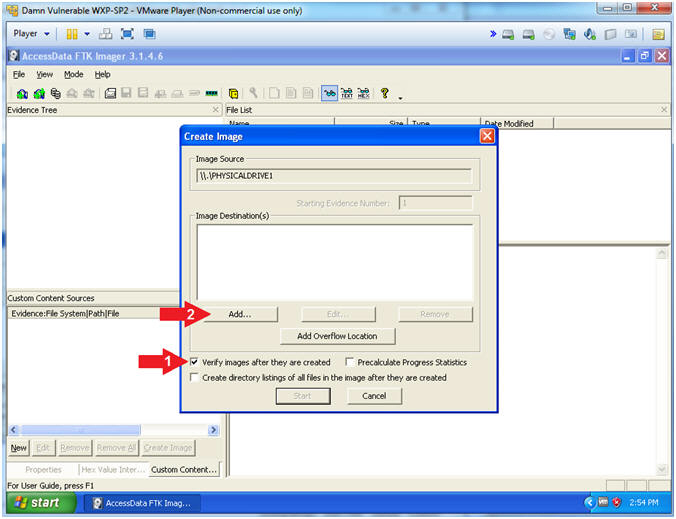 Damn Vulnerable WXP-SP2 - VMware Player (Non-commercial use only)
Player
AccessData FTK Imager 3.1.4.6
File View Mode Help
Evidence Tree
File List
Name Size Type Date Modified
Create Image
Image Source
\\.\PHYSICALDRIVE1
Starting Evidence Number: 1
Image Destination(s)
Custom Content Sources
Evidence:File System|Path|File
2
Add... Edit... Remove
Add Overflow Location
1
Verify images after they are created Precalculate Progress Statistics
Create directory listings of all files in the image after they are created
Start Cancel
New Edit Remove Remove All Create Image
Properties Hex Value Inter... Custom Content...
For User Guide, press F1
start AccessData FTK Imag... 2:54 PM